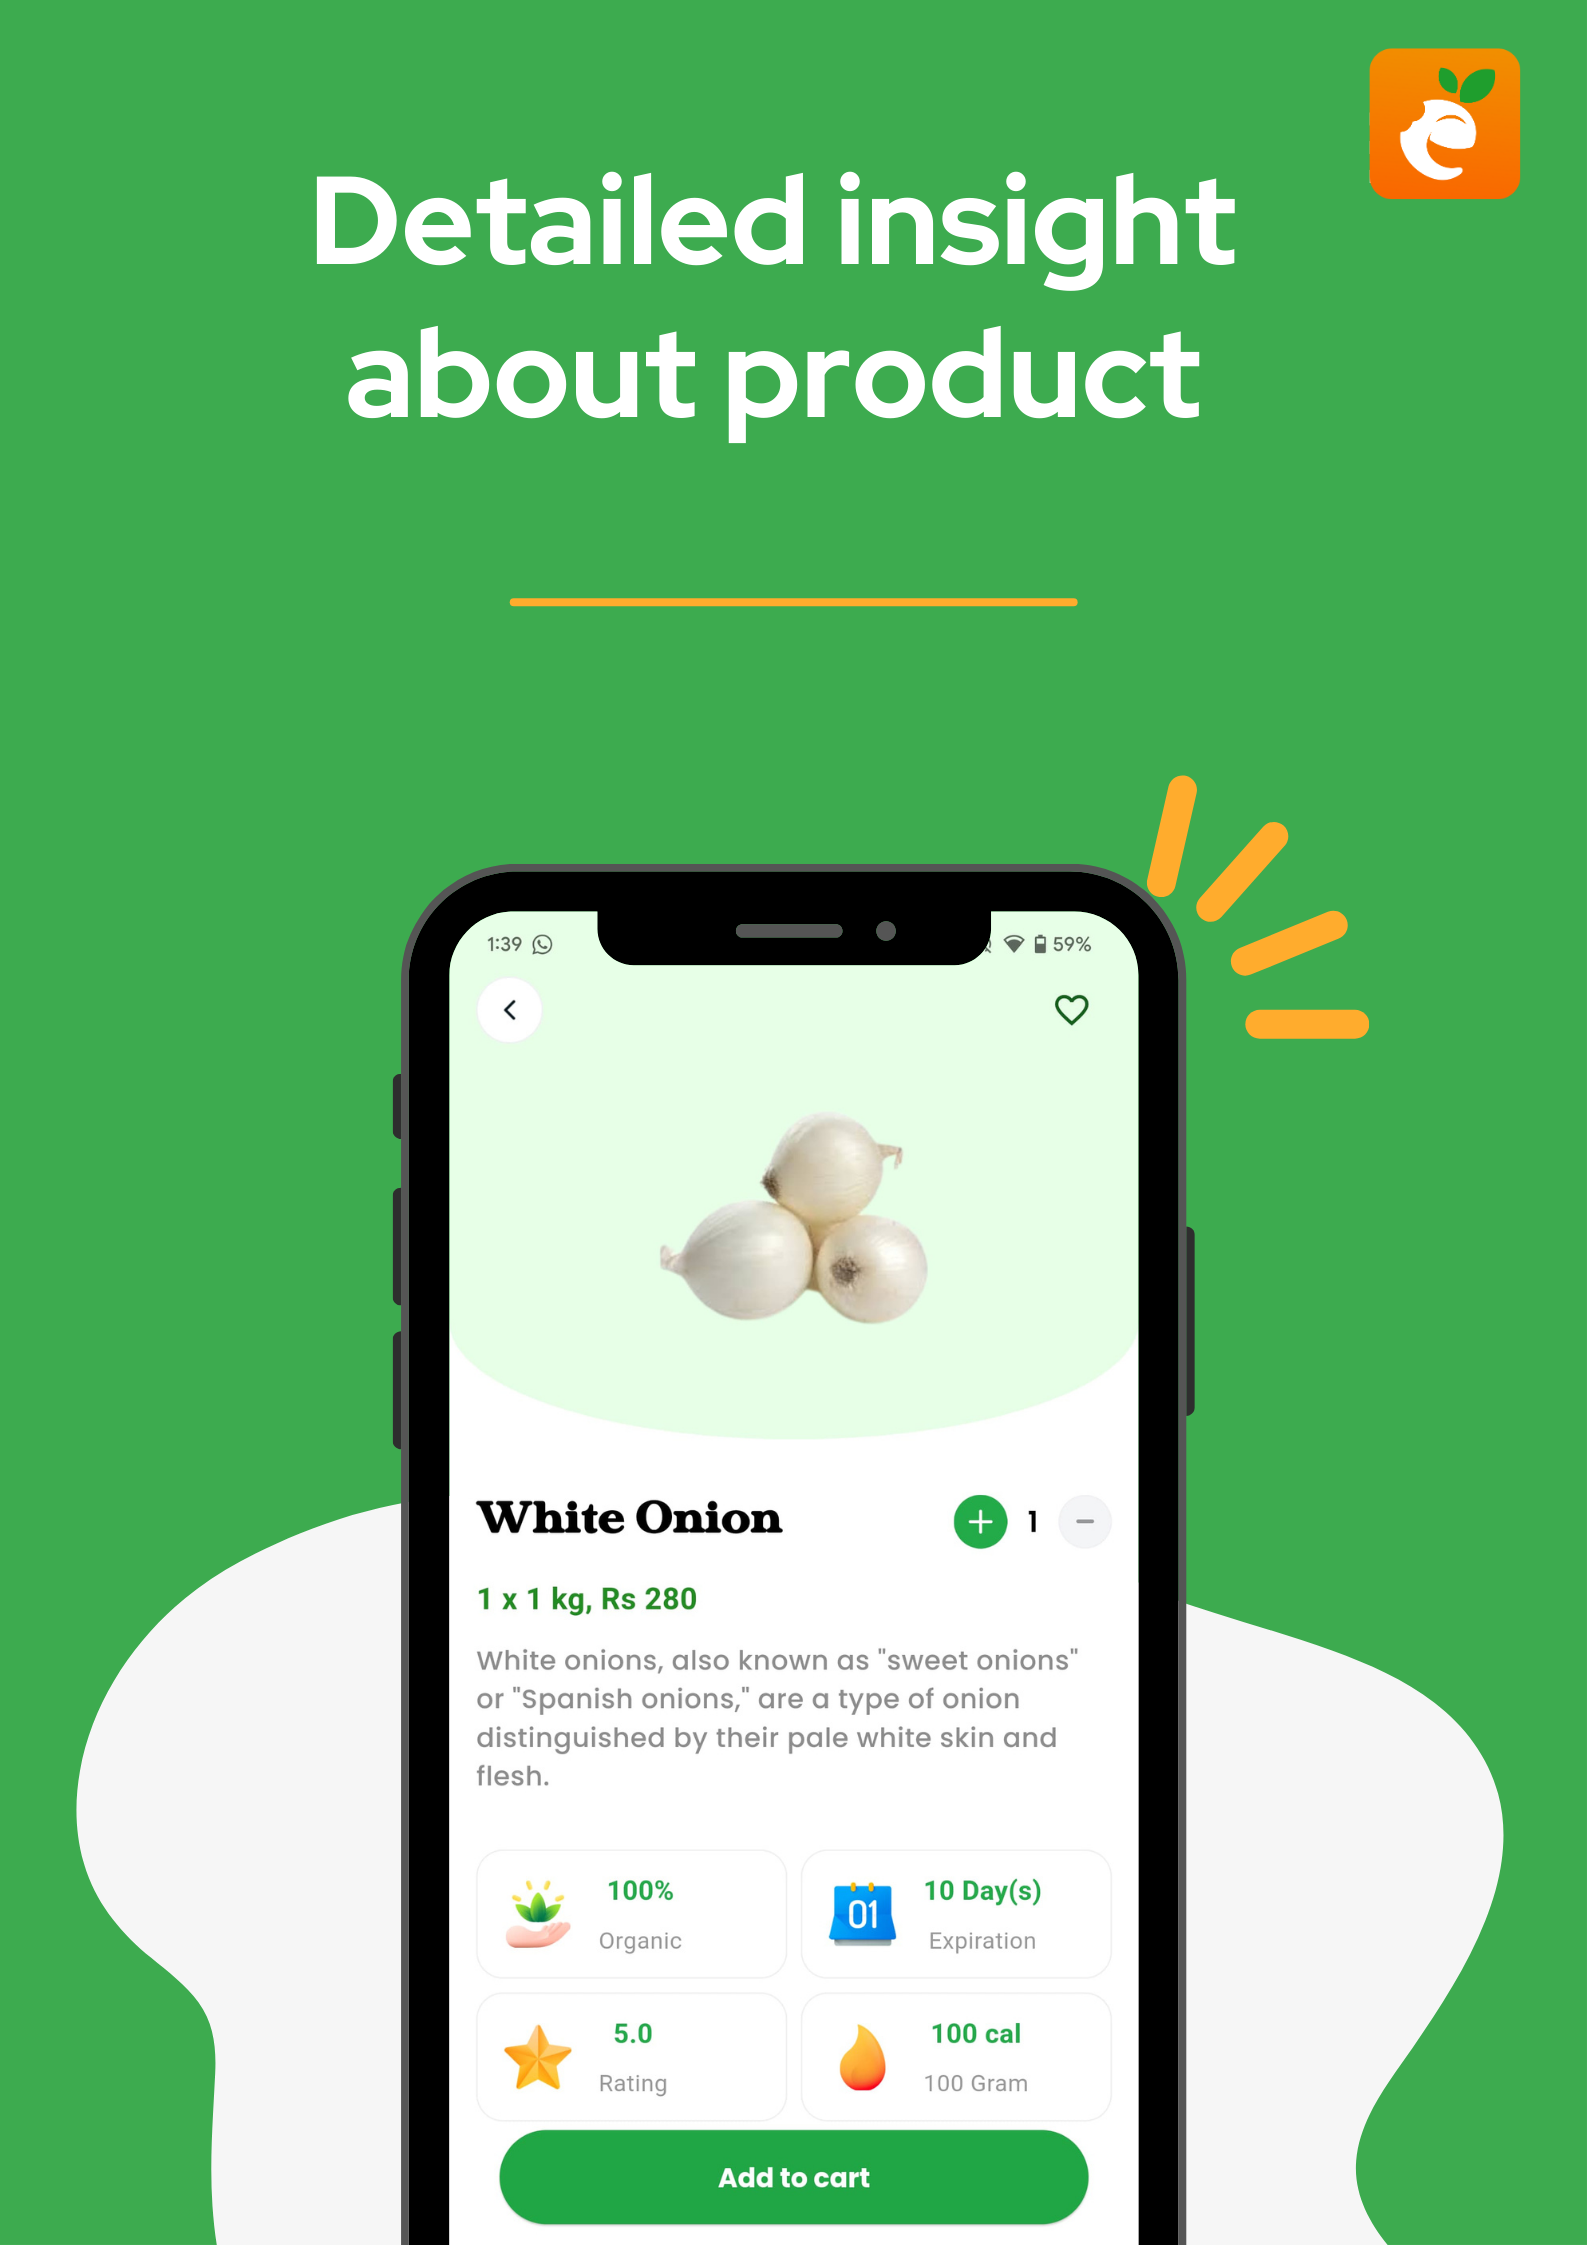 Detailed insight
about product
1:39
59%
White Onion
1
1 x 1 kg, Rs 280
White onions, also known as "sweet onions"
or "Spanish onions," are a type of onion
distinguished by their pale white skin and
flesh.
100%
Organic
01
10 Day(s)
Expiration
5.0
Rating
100 cal
100 Gram
Add to cart